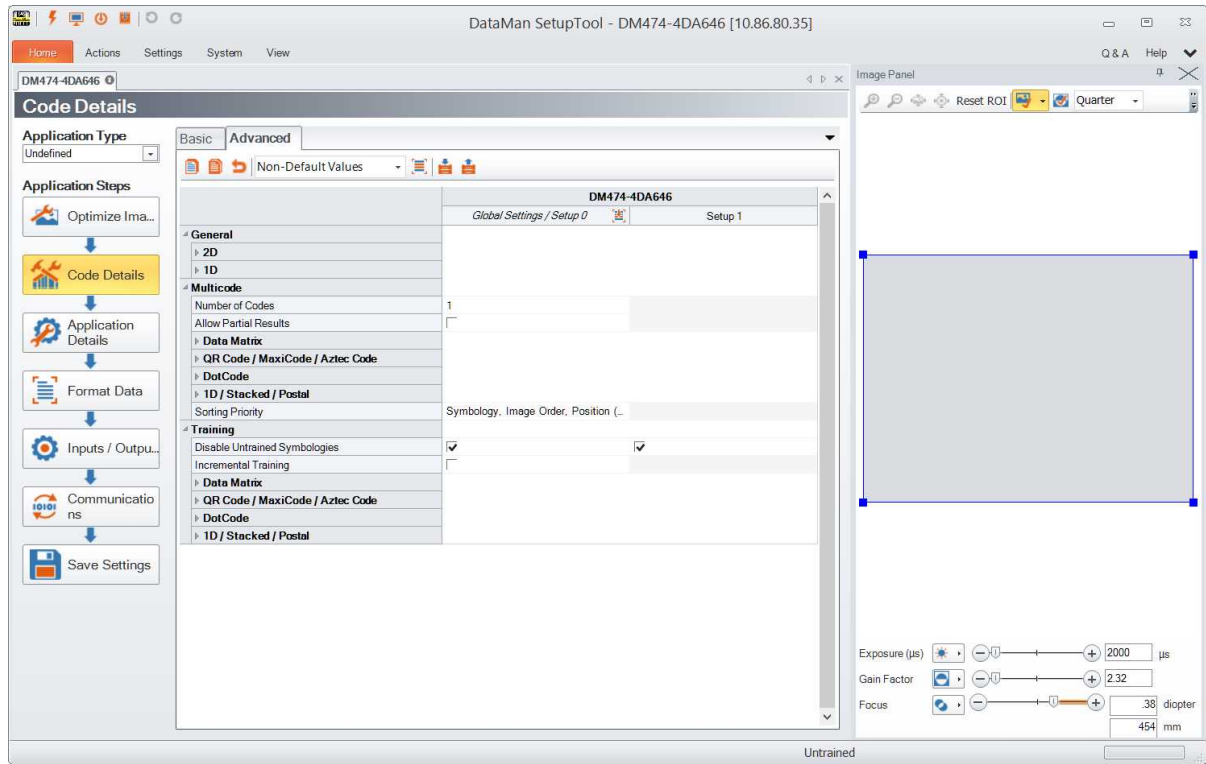 DataMan SetupTool - DM474-4DA646 [10.86.80.35]
Home Actions Settings System View Q & A Help
DM474-4DA646
Code Details
Application Type
Undefined
Application Steps
Optimize Ima...
Code Details
Application
Details
Format Data
Inputs / Outpu...
Communicatio
ns
Save Settings
Basic Advanced
Non-Default Values
DM474-4DA646
Global Settings / Setup 0 Setup 1
General
2D
1D
Multicode
Number of Codes 1
Allow Partial Results
Data Matrix
QR Code / MaxiCode / Aztec Code
DotCode
1D / Stacked / Postal
Sorting Priority Symbology, Image Order, Position (...
Training
Disable Untrained Symbologies
Incremental Training
Data Matrix
QR Code / MaxiCode / Aztec Code
DotCode
1D / Stacked / Postal
Image Panel
Reset ROI Quarter
Exposure (µs) 2000 µs
Gain Factor 2.32
Focus .38 diopter
454 mm
Untrained